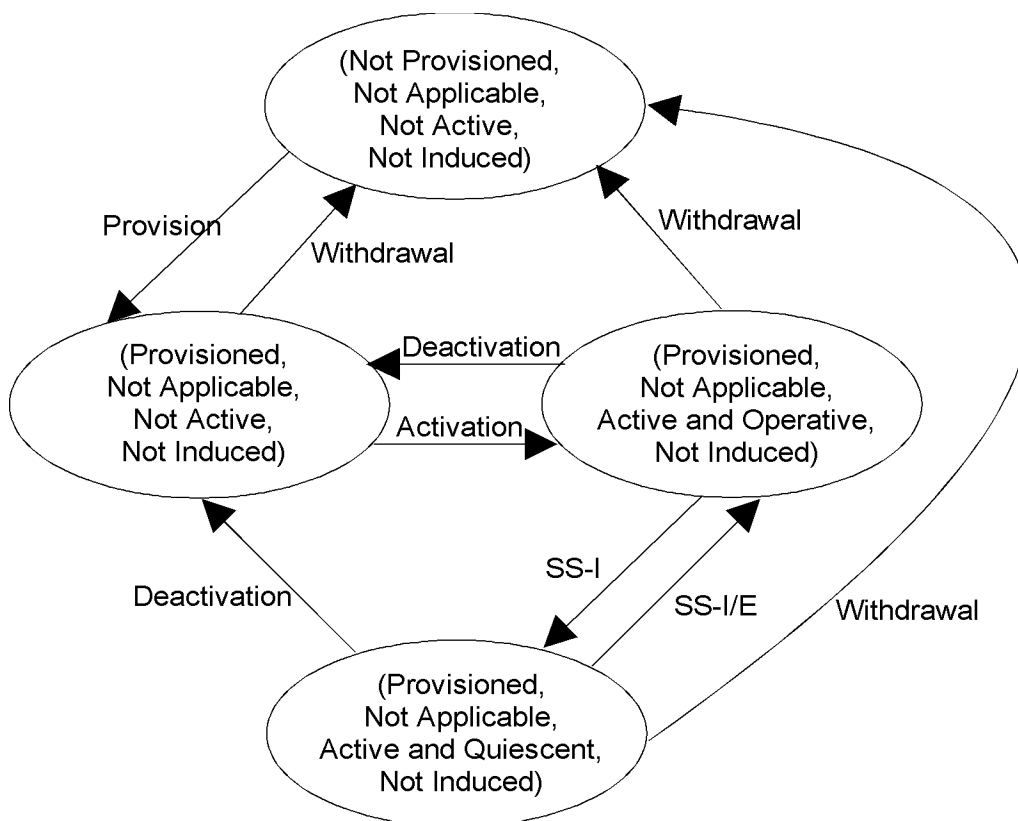 (Not Provisioned,
Not Applicable,
Not Active,
Not Induced)
Provision
Withdrawal
Withdrawal
(Provisioned,
Not Applicable,
Not Active,
Not Induced)
Deactivation
Activation
(Provisioned,
Not Applicable,
Active and Operative,
Not Induced)
Deactivation
SS-I
SS-I/E
Withdrawal
(Provisioned,
Not Applicable,
Active and Quiescent,
Not Induced)